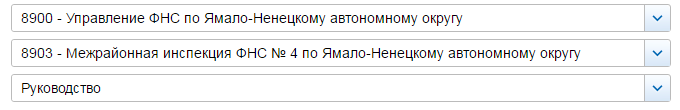 8900 - Управление ФНС по Ямало-Ненецкому автономному округу
8903 - Межрайонная инспекция ФНС № 4 по Ямало-Ненецкому автономному округу
Руководство